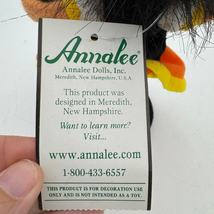 Annalee®
Annalee Dolls, Inc.
Meredith, New Hampshire, U.S.A.
This product was
designed in Meredith,
New Hampshire.
Want to learn more?
Visit...
www.annalee.com
1-800-433-6557
THIS PRODUCT IS FOR DECORATION USE
ONLY AND IS NOT INTENDED AS A TOY.